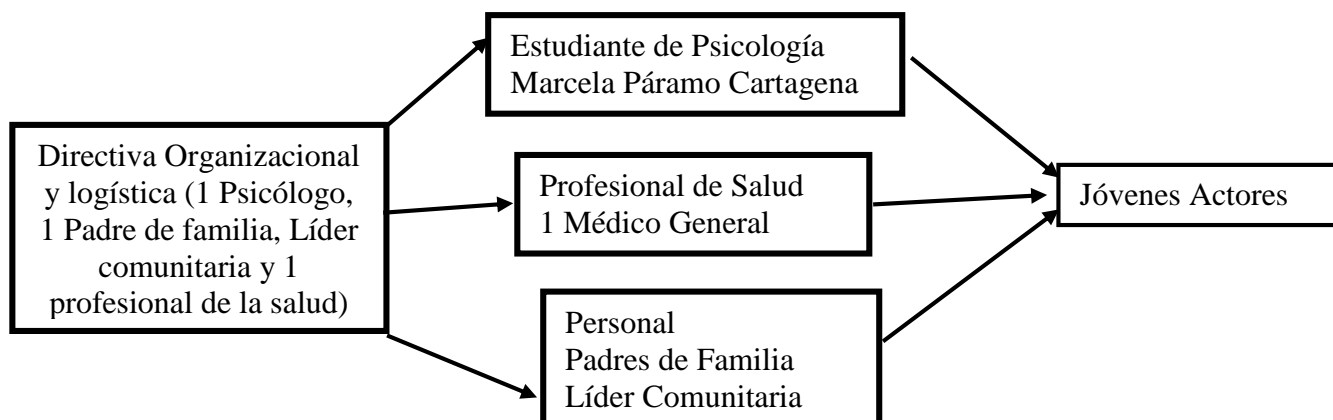 Directiva Organizacional
y logística (1 Psicólogo,
1 Padre de familia, Líder
comunitaria y 1
profesional de la salud)
Estudiante de Psicología
Marcela Páramo Cartagena
Profesional de Salud
1 Médico General
Personal
Padres de Familia
Líder Comunitaria
Jóvenes Actores